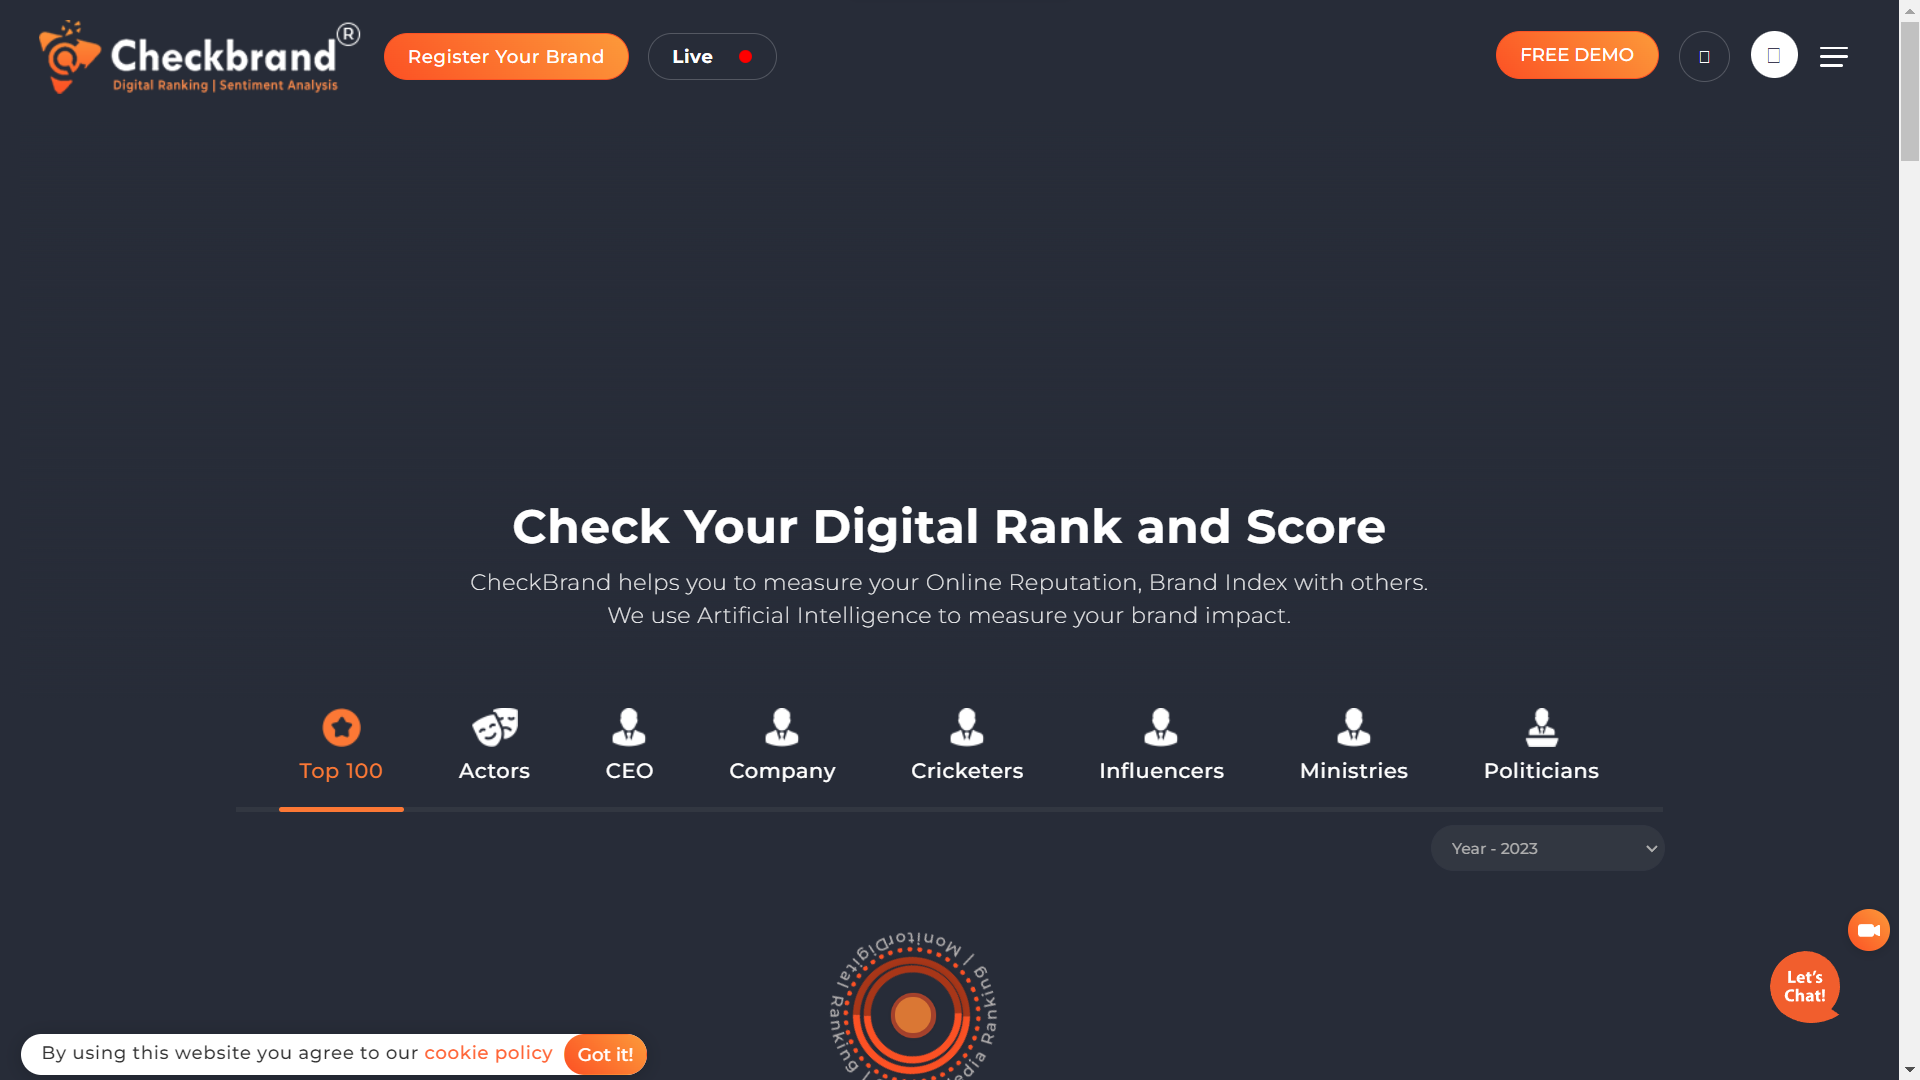 Checkbrand®
Digital Ranking | Sentiment Analysis
Register Your Brand
Live
FREE DEMO
Check Your Digital Rank and Score
CheckBrand helps you to measure your Online Reputation, Brand Index with others.
We use Artificial Intelligence to measure your brand impact.
Top 100
Actors
CEO
Company
Cricketers
Influencers
Ministries
Politicians
Year - 2023
Digital Ranking |
Ranking | Monitor
Let's
Chat!
By using this website you agree to our cookie policy
Got it!